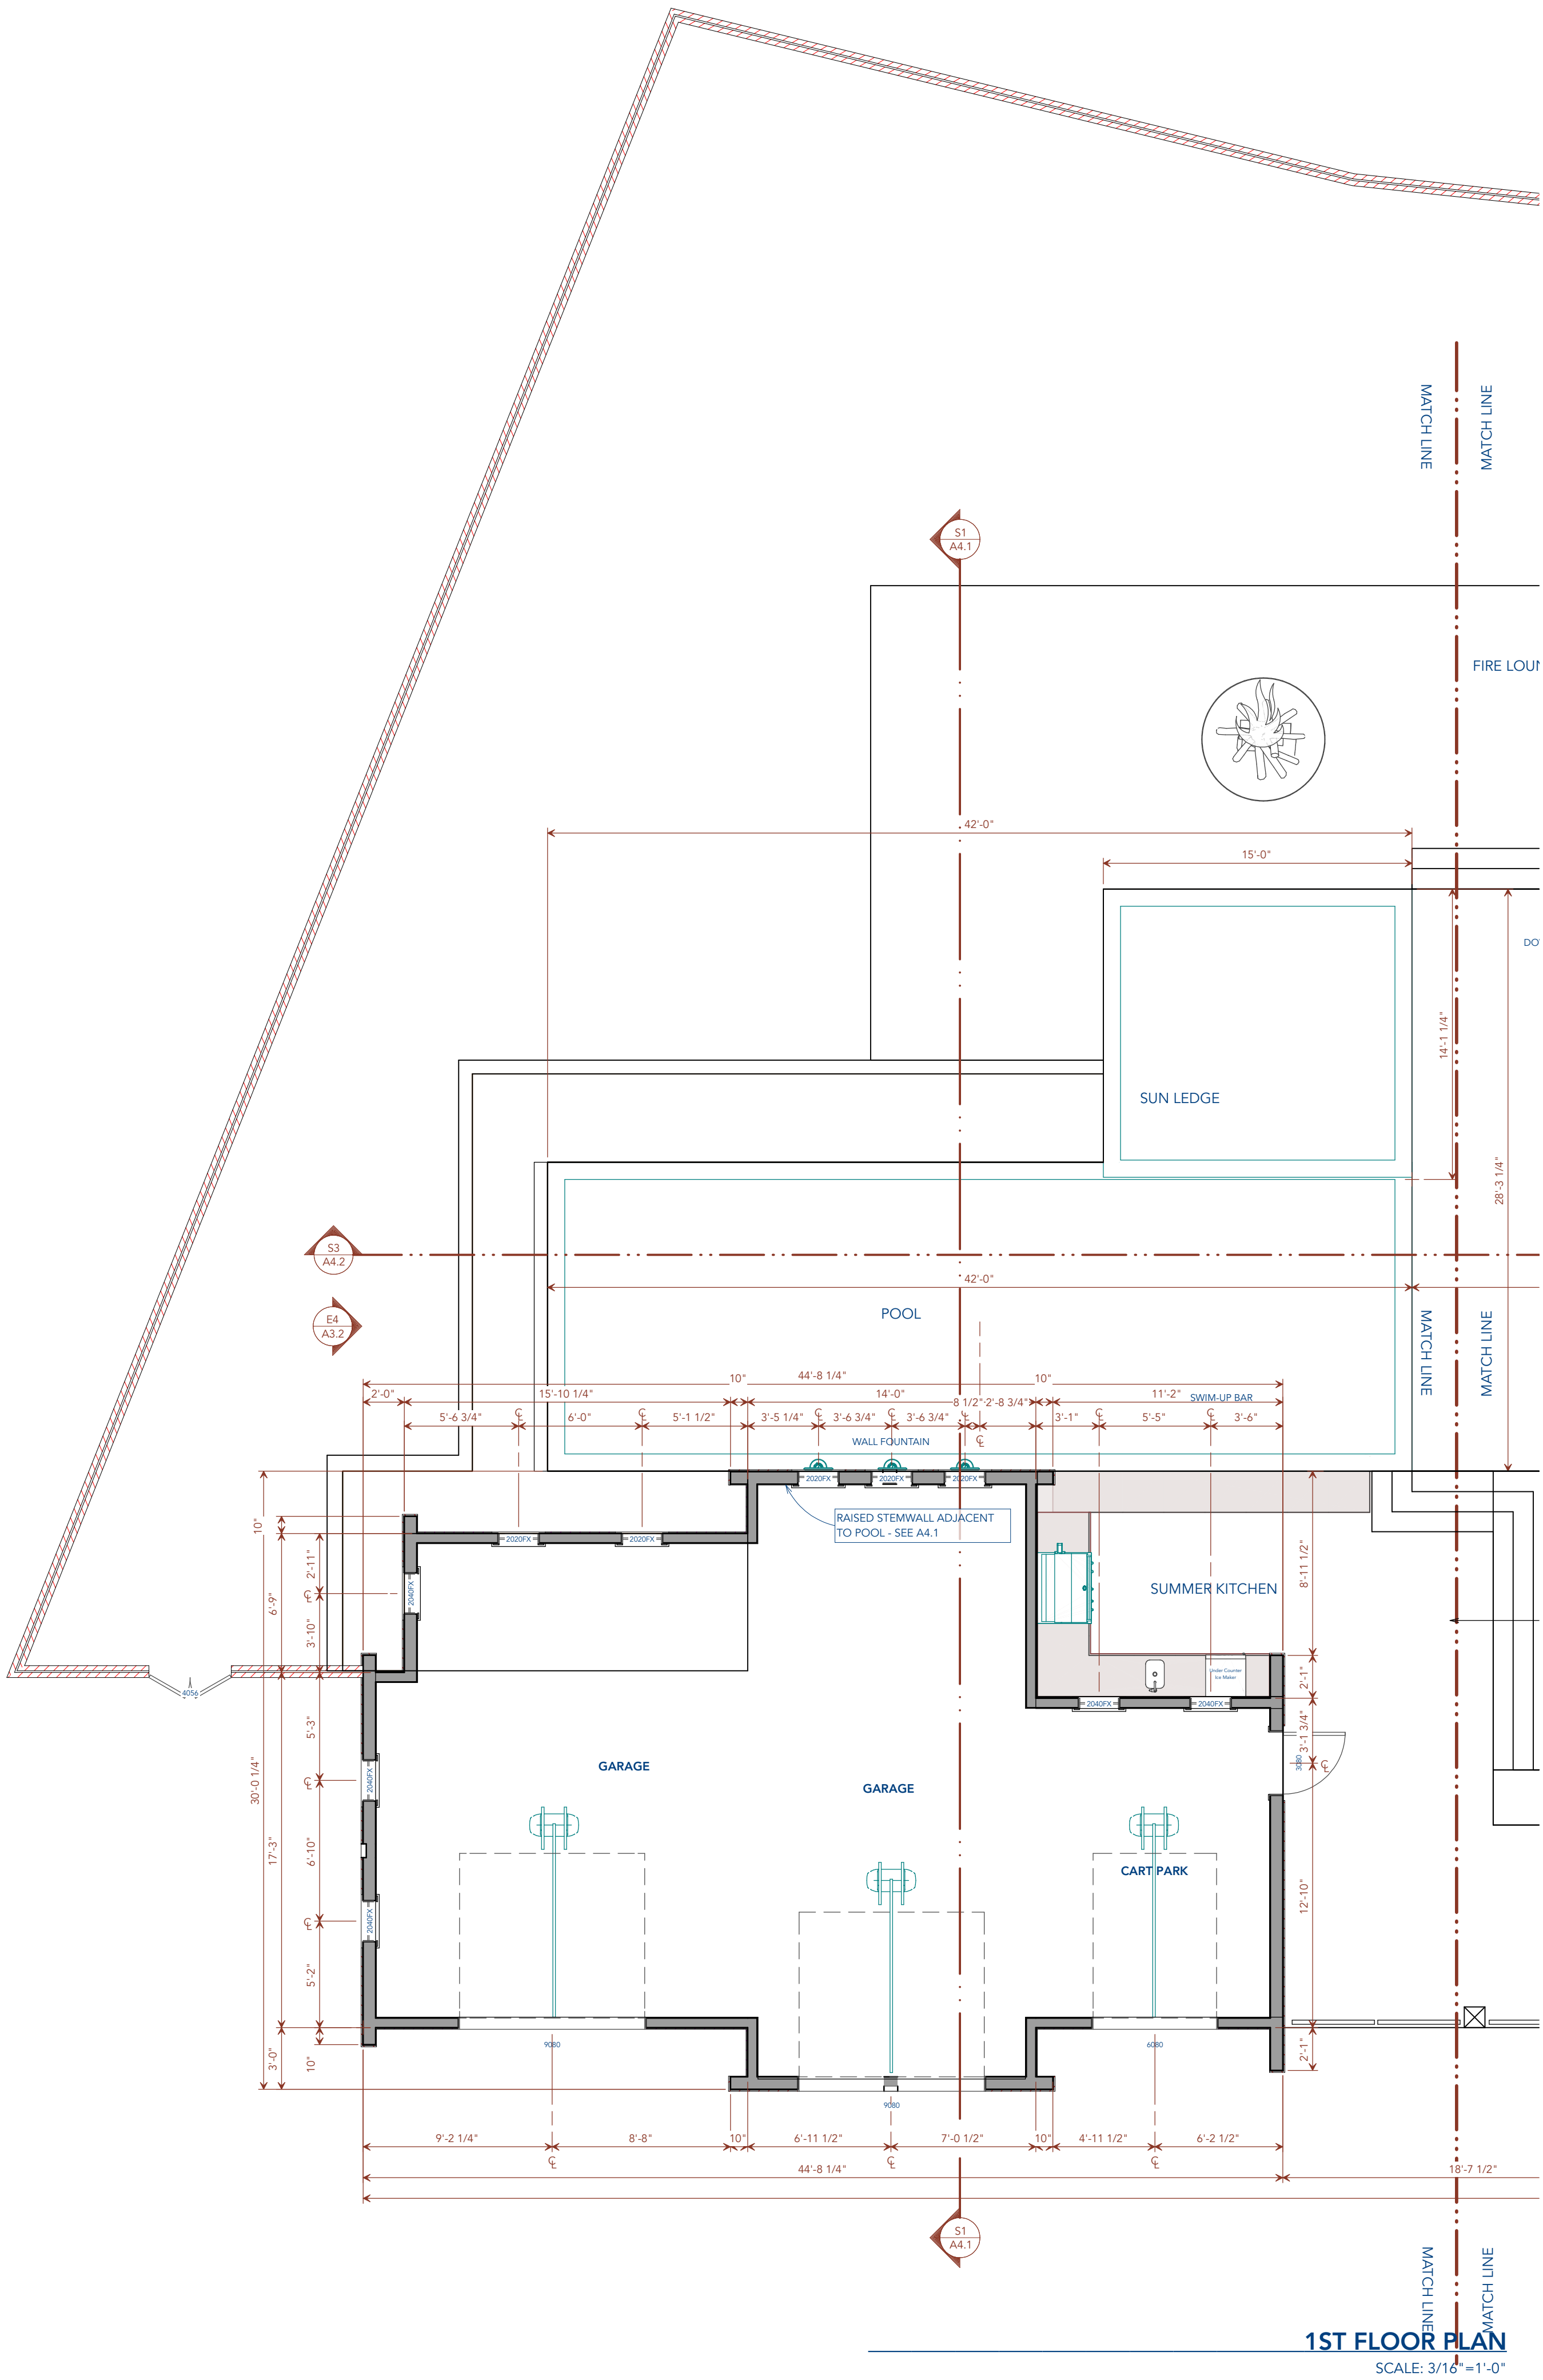 MATCH LINE
MATCH LINE
S1
A4.1
FIRE LOUN
42'-0"
15'-0"
DO
14'-1 1/4"
SUN LEDGE
28'-3 1/4"
S3
A4.2
42'-0"
E4
A3.2
POOL
MATCH LINE
MATCH LINE
10"
44'-8 1/4"
10"
2'-0"
15'-10 1/4"
14'-0"
8 1/2"
2'-8 3/4"
11'-2"
SWIM-UP BAR
5'-6 3/4"
6'-0"
5'-1 1/2"
3'-5 1/4"
3'-6 3/4"
3'-6 3/4"
3'-1"
5'-5"
3'-6"
WALL FOUNTAIN
2020FX
2020FX
2020FX
RAISED STEMWALL ADJACENT
TO POOL - SEE A4.1
10"
2020FX
2020FX
2'-11"
2040FX
6'-9"
3'-10"
8'-11 1/2"
SUMMER KITCHEN
Under Counter
Ice Maker
2'-1"
4056
2040FX
2040FX
5'-3"
3'-1 3/4"
3080
GARAGE
GARAGE
2040FX
30'-0 1/4"
17'-3"
6'-10"
CART PARK
12'-10"
2040FX
5'-2"
9080
6080
3'-0"
10"
2'-1"
9080
9'-2 1/4"
8'-8"
10"
6'-11 1/2"
7'-0 1/2"
10"
4'-11 1/2"
6'-2 1/2"
44'-8 1/4"
18'-7 1/2"
S1
A4.1
MATCH LINE
MATCH LINE
1ST FLOOR PLAN
SCALE: 3/16"=1'-0"